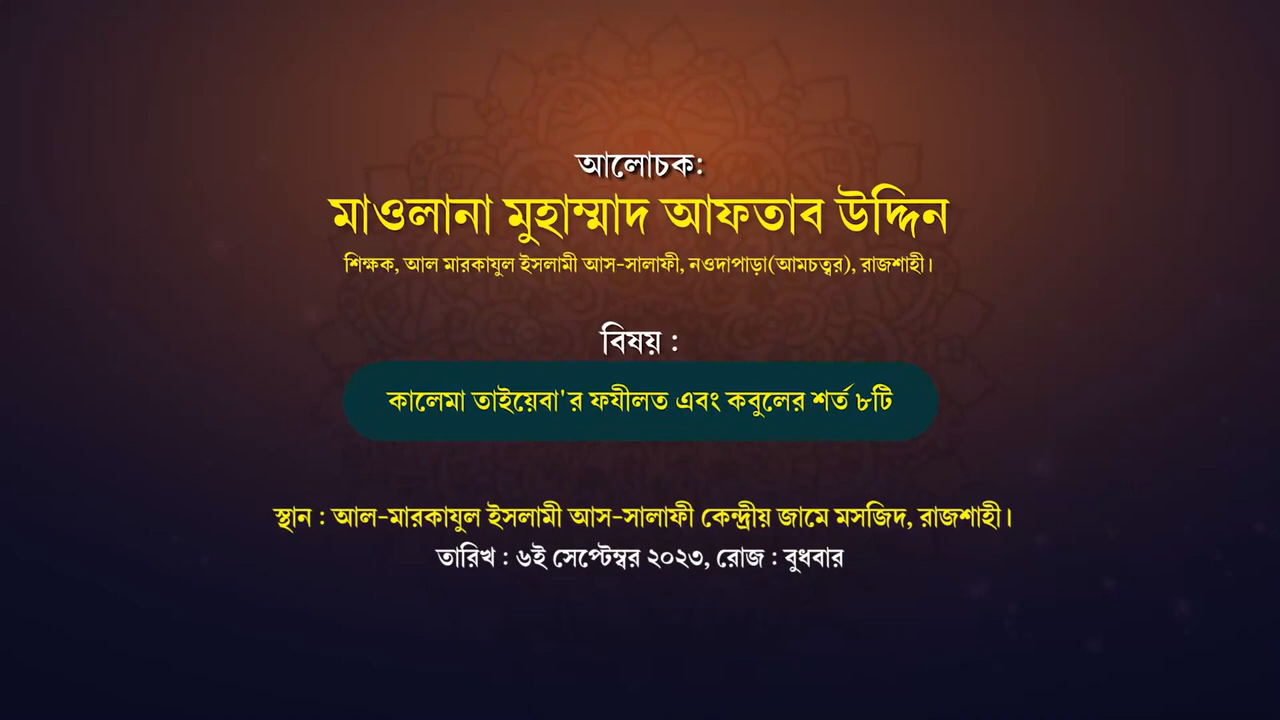 আলোচক:
মাওলানা মুহাম্মাদ আফতাব উদ্দিন
শিক্ষক, আল মারকাযুল ইসলামী আস-সালাফী, নওদাপাড়া(আমচত্বর), রাজশাহী।
বিষয় :
কালেমা তাইয়েবা'র ফযীলত এবং কবুলের শর্ত ৮টি
স্থান : আল-মারকাযুল ইসলামী আস-সালাফী কেন্দ্রীয় জামে মসজিদ, রাজশাহী।
তারিখ : ৬ই সেপ্টেম্বর ২০২৩, রোজ : বুধবার